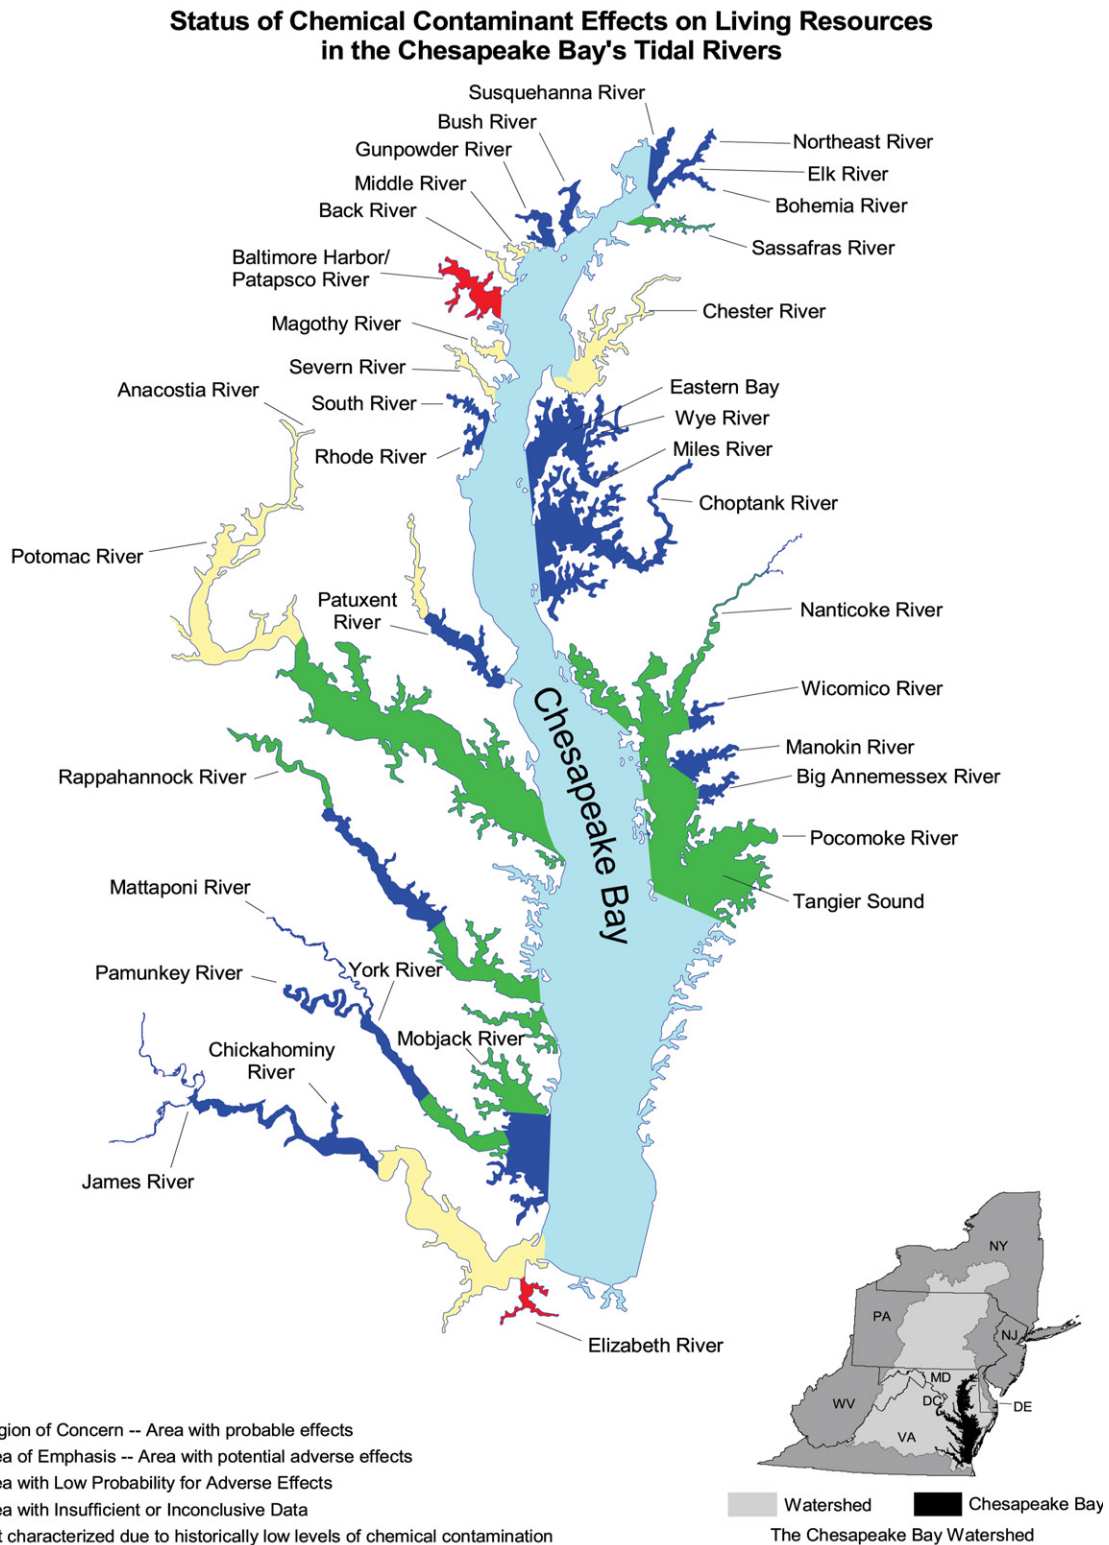 Status of Chemical Contaminant Effects on Living Resources
in the Chesapeake Bay's Tidal Rivers
Susquehanna River
Bush River
Northeast River
Gunpowder River
Elk River
Middle River
Bohemia River
Back River
Sassafras River
Baltimore Harbor/
Patapsco River
Chester River
Magothy River
Severn River
Eastern Bay
Anacostia River
South River
Wye River
Rhode River
Miles River
Choptank River
Potomac River
Patuxent
River
Nanticoke River
Wicomico River
Chesapeake Bay
Manokin River
Rappahannock River
Big Annemessex River
Pocomoke River
Mattaponi River
Tangier Sound
Pamunkey River
York River
Mobjack River
Chickahominy
River
James River
Elizabeth River
NY
PA
NJ
MD
WV
DC
DE
VA
gion of Concern -- Area with probable effects
ea of Emphasis -- Area with potential adverse effects
ea with Low Probability for Adverse Effects
ea with Insufficient or Inconclusive Data
t characterized due to historically low levels of chemical contamination
Watershed
Chesapeake Bay
The Chesapeake Bay Watershed